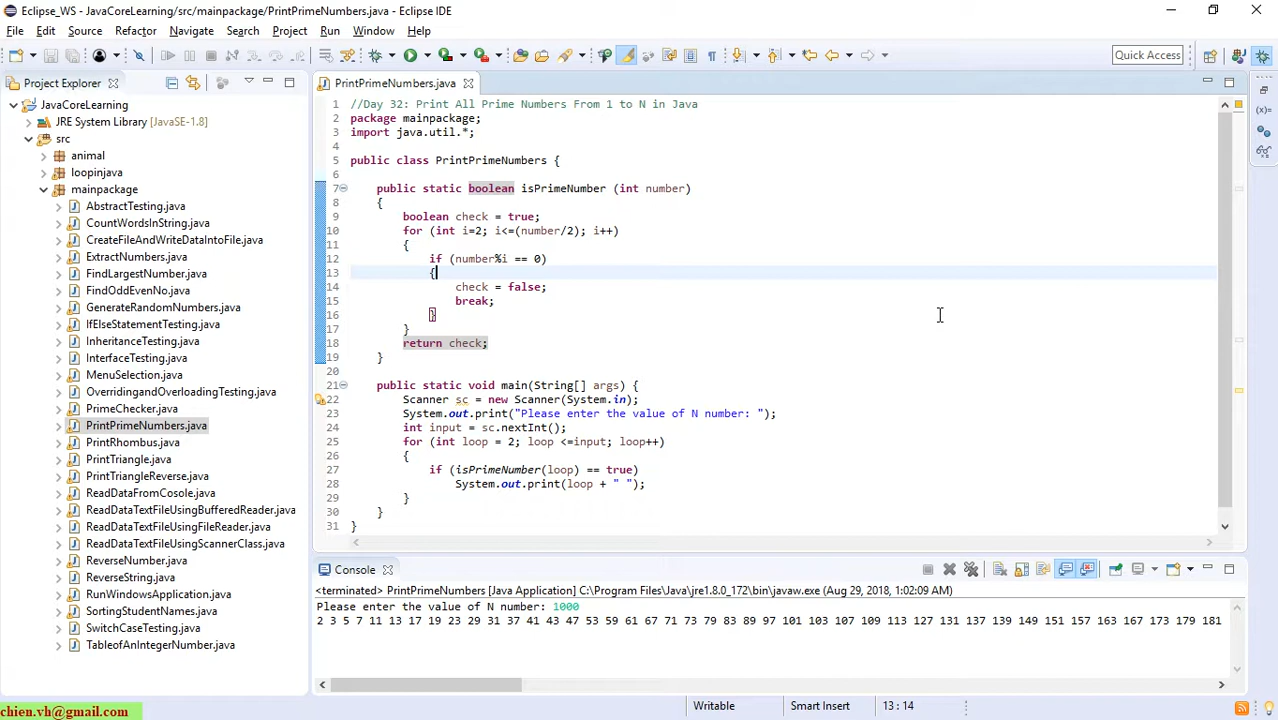 Eclipse_WS - JavaCoreLearning/src/mainpackage/PrintPrimeNumbers.java - Eclipse IDE
File Edit Source Refactor Navigate Search Project Run Window Help
Quick Access
Project Explorer
JavaCoreLearning
JRE System Library [JavaSE-1.8]
src
animal
loopinjava
mainpackage
AbstractTesting.java
CountWordsInString.java
CreateFileAndWriteDataIntoFile.java
ExtractNumbers.java
FindLargestNumber.java
FindOddEvenNo.java
GenerateRandomNumbers.java
IfElseStatementTesting.java
InheritanceTesting.java
InterfaceTesting.java
MenuSelection.java
OverridingandOverloadingTesting.java
PrimeChecker.java
PrintPrimeNumbers.java
PrintRhombus.java
PrintTriangle.java
PrintTriangleReverse.java
ReadDataFromCosole.java
ReadDataTextFileUsingBufferedReader.java
ReadDataTextFileUsingFileReader.java
ReadDataTextFileUsingScannerClass.java
ReverseNumber.java
ReverseString.java
RunWindowsApplication.java
SortingStudentNames.java
SwitchCaseTesting.java
TableofAnIntegerNumber.java
PrintPrimeNumbers.java
1 //Day 32: Print All Prime Numbers From 1 to N in Java
2 package mainpackage;
3 import java.util.*;
4
5 public class PrintPrimeNumbers {
6
7 public static boolean isPrimeNumber (int number)
8 {
9 boolean check = true;
10 for (int i=2; i<=(number/2); i++)
11 {
12 if (number%i == 0)
13 {
14 check = false;
15 break;
16 }
17 }
18 return check;
19 }
20
21 public static void main(String[] args) {
22 Scanner sc = new Scanner(System.in);
23 System.out.print("Please enter the value of N number: ");
24 int input = sc.nextInt();
25 for (int loop = 2; loop <=input; loop++)
26 {
27 if (isPrimeNumber(loop) == true)
28 System.out.print(loop + " ");
29 }
30 }
31 }
Console
<terminated> PrintPrimeNumbers [Java Application] C:\Program Files\Java\jre1.8.0_172\bin\javaw.exe (Aug 29, 2018, 1:02:09 AM)
Please enter the value of N number: 1000
2 3 5 7 11 13 17 19 23 29 31 37 41 43 47 53 59 61 67 71 73 79 83 89 97 101 103 107 109 113 127 131 137 139 149 151 157 163 167 173 179 181
Writable Smart Insert 13 : 14
chien.vh@gmail.com